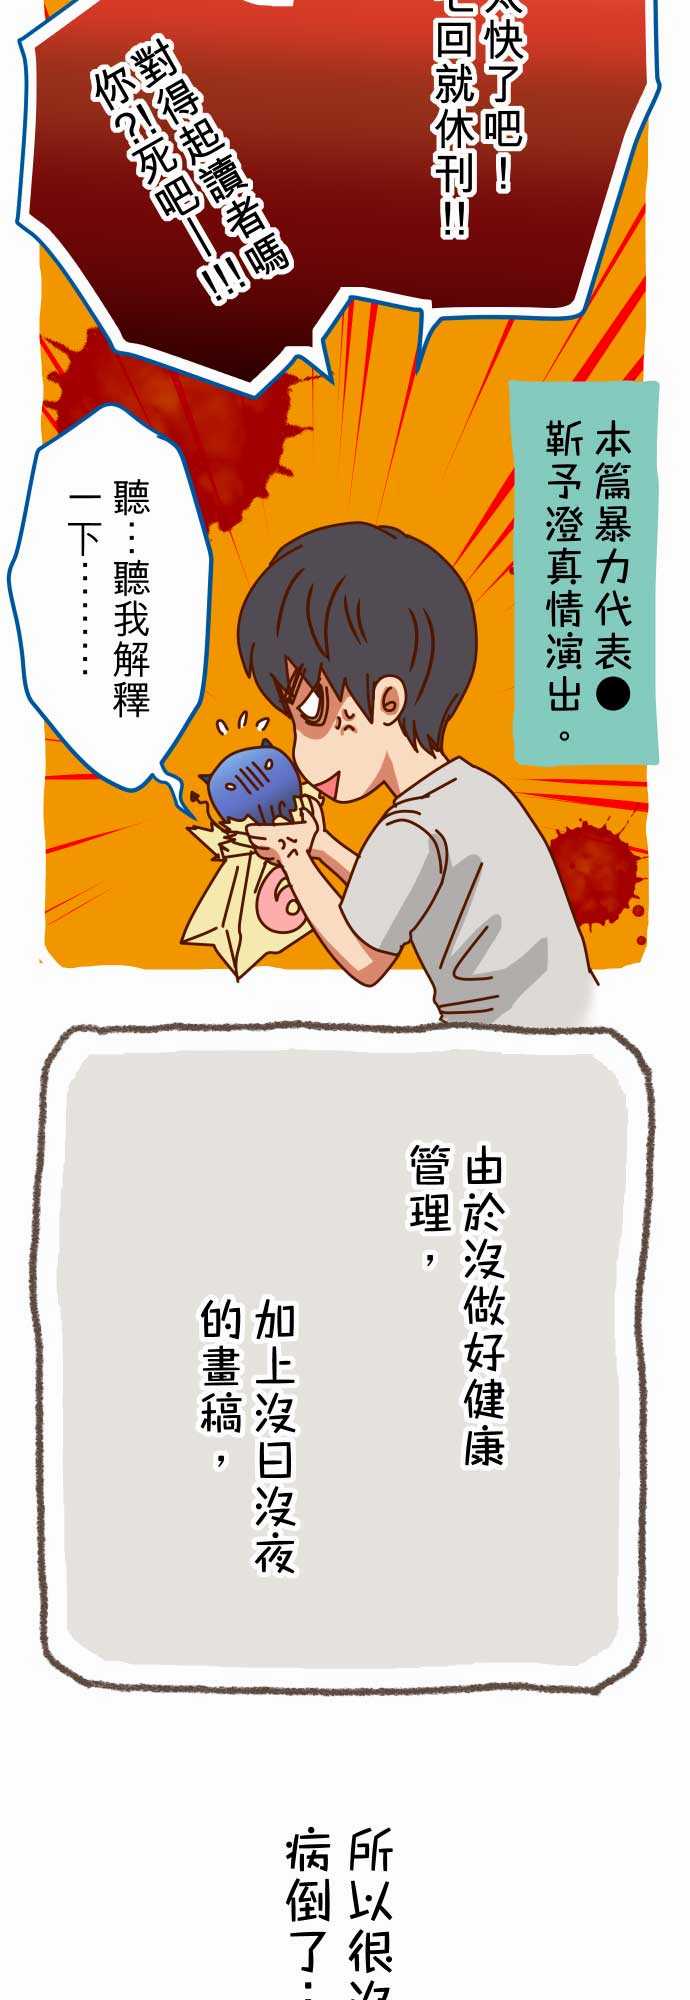 太快了吧！
七回就休刊!!
對得起讀者嗎
你?!死吧—!!!
本篇暴力代表●
靳予澄真情演出。
聽…聽我解釋
一下………
由於沒做好健康
管理，
加上沒日沒夜
的畫稿，
所以很沒
病倒了…